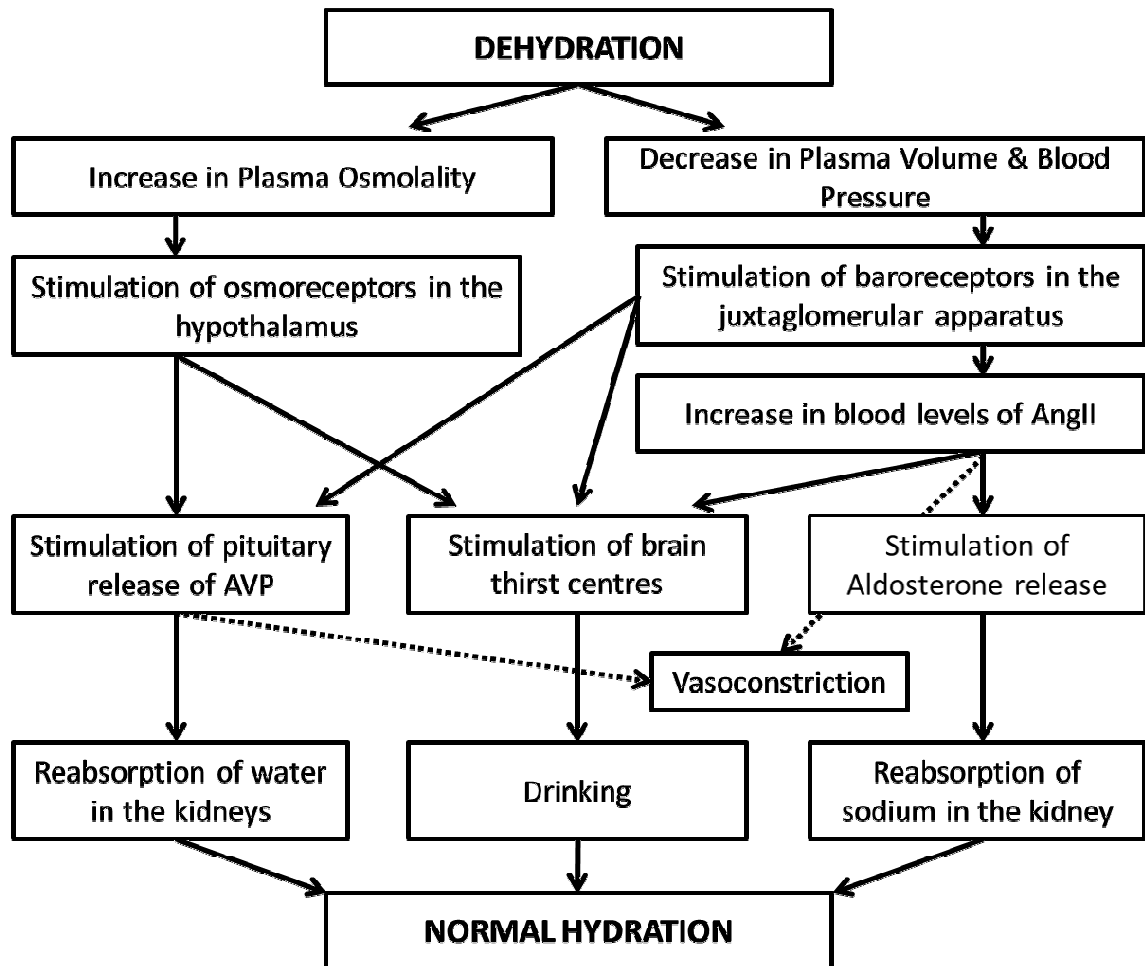 DEHYDRATION
Increase in Plasma Osmolality
Decrease in Plasma Volume & Blood
Pressure
Stimulation of osmoreceptors in the
hypothalamus
Stimulation of baroreceptors in the
juxtaglomerular apparatus
Increase in blood levels of AngII
Stimulation of pituitary
release of AVP
Stimulation of brain
thirst centres
Stimulation of
Aldosterone release
Vasoconstriction
Reabsorption of water
in the kidneys
Drinking
Reabsorption of
sodium in the kidney
NORMAL HYDRATION